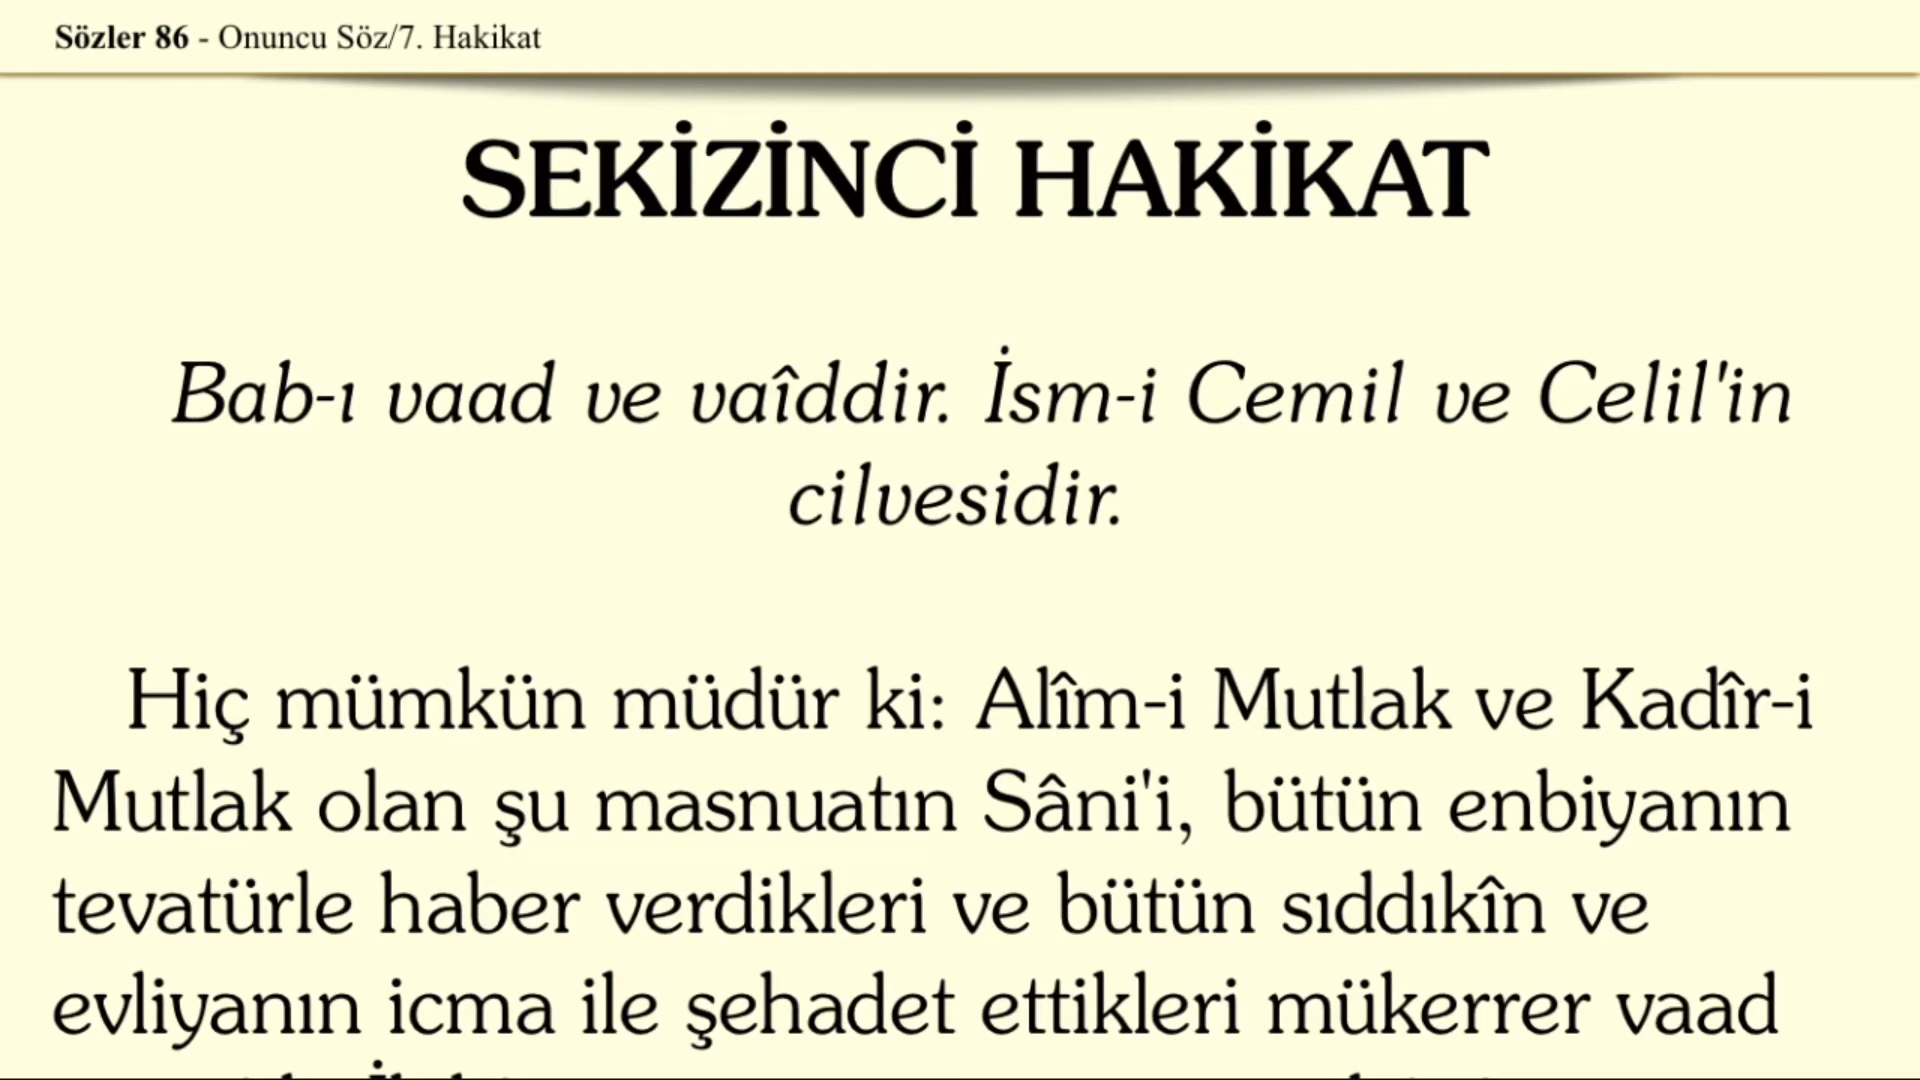 Sözler 86 - Onuncu Söz/7. Hakikat
SEKİZİNCİ HAKİKAT
Bab-ı vaad ve vaîddir. İsm-i Cemil ve Celil'in
cilvesidir.
Hiç mümkün müdür ki: Alîm-i Mutlak ve Kadîr-i
Mutlak olan şu masnuatın Sâni'i, bütün enbiyanın
tevatürle haber verdikleri ve bütün sıddıkîn ve
evliyanın icma ile şehadet ettikleri mükerrer vaad